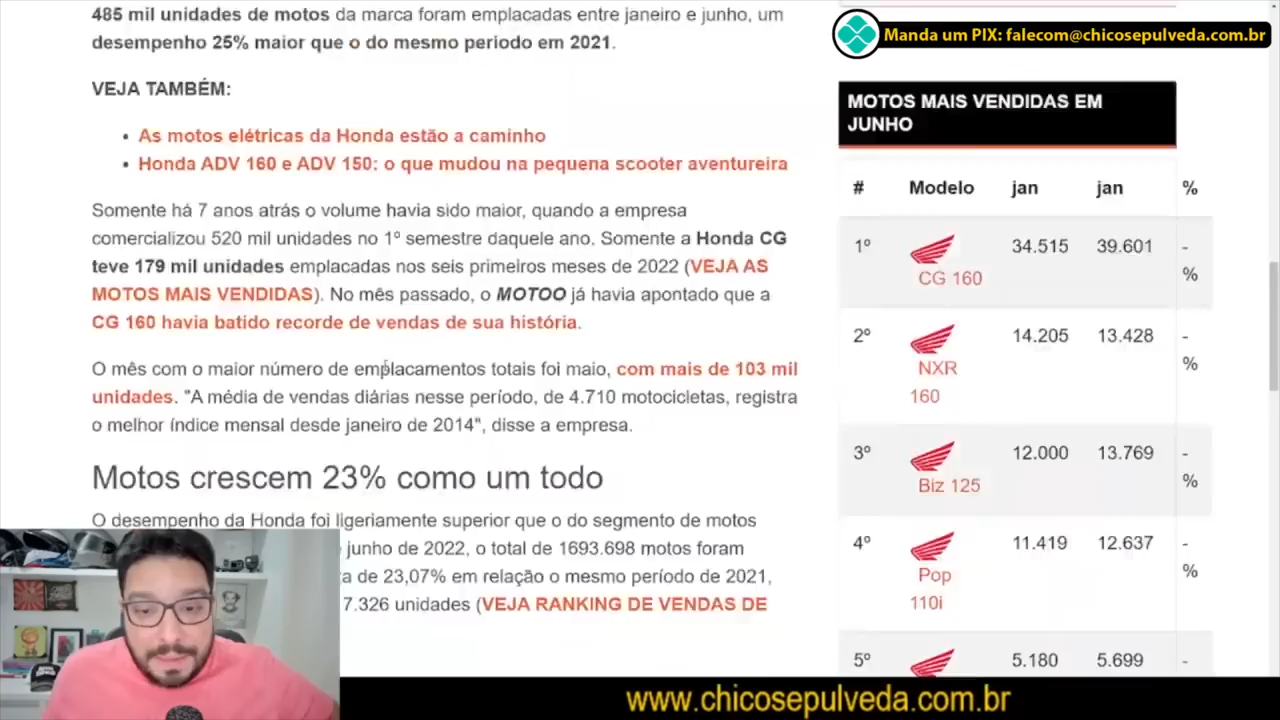 485 mil unidades de motos da marca foram emplacadas entre janeiro e junho, um
desempenho 25% maior que o do mesmo período em 2021.
VEJA TAMBÉM:
• As motos elétricas da Honda estão a caminho
• Honda ADV 160 e ADV 150: o que mudou na pequena scooter aventureira
Somente há 7 anos atrás o volume havia sido maior, quando a empresa
comercializou 520 mil unidades no 1º semestre daquele ano. Somente a Honda CG
teve 179 mil unidades emplacadas nos seis primeiros meses de 2022 (VEJA AS
MOTOS MAIS VENDIDAS). No mês passado, o MOTOO já havia apontado que a
CG 160 havia batido recorde de vendas de sua história.
O mês com o maior número de emplacamentos totais foi maio, com mais de 103 mil
unidades. "A média de vendas diárias nesse período, de 4.710 motocicletas, registra
o melhor índice mensal desde janeiro de 2014", disse a empresa.
Motos crescem 23% como um todo
O desempenho da Honda foi ligeriamente superior que o do segmento de motos
junho de 2022, o total de 1693.698 motos foram
de 23,07% em relação o mesmo período de 2021,
7.326 unidades (VEJA RANKING DE VENDAS DE
Manda um PIX: falecom@chicosepulveda.com.br
MOTOS MAIS VENDIDAS EM
JUNHO
# Modelo jan jan %
1º CG 160 34.515 39.601 - %
2º NXR 160 14.205 13.428 - %
3º Biz 125 12.000 13.769 - %
4º Pop 110i 11.419 12.637 - %
5º 5.180 5.699 -
www.chicosepulveda.com.br